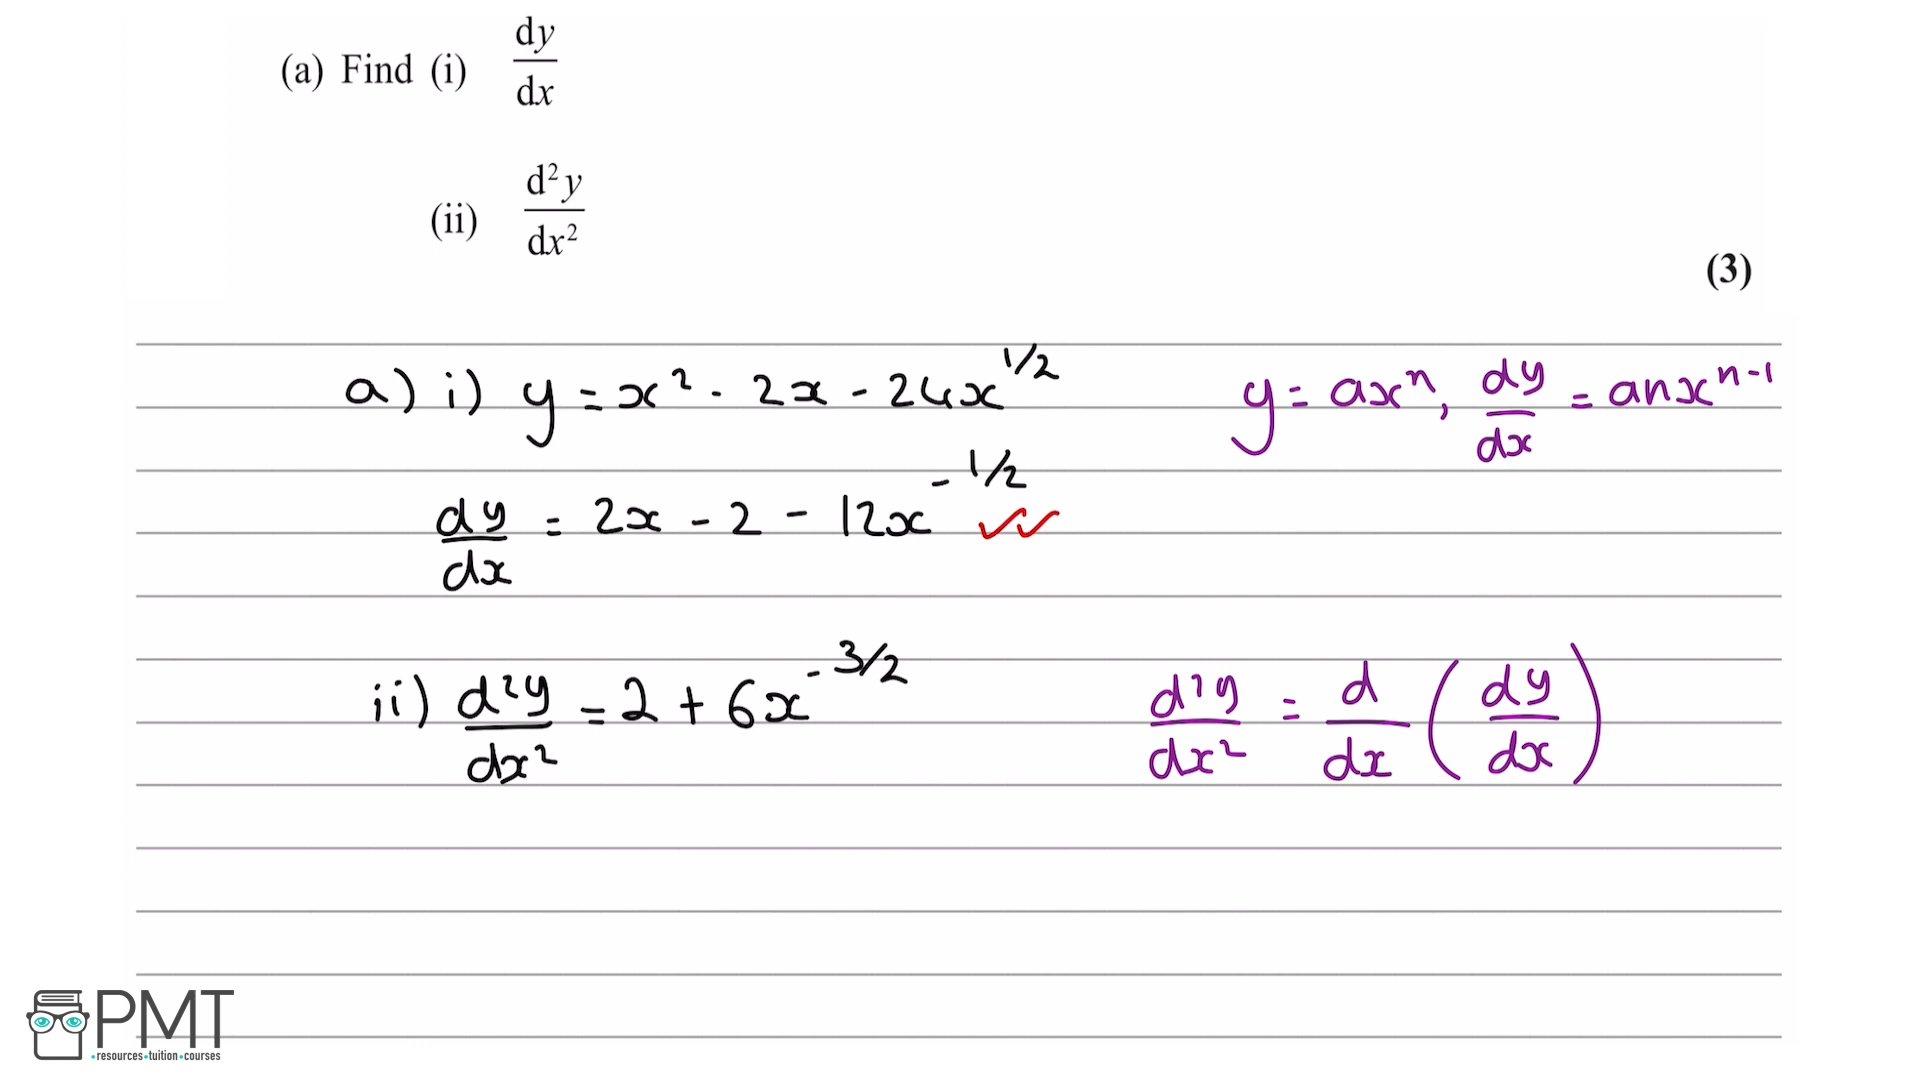 (a) Find (i) dy/dx
(ii) d²y/dx²
(3)
a) i) y = x² - 2x - 24x^1/2
y = axⁿ, dy/dx = anx^n-1
dy/dx = 2x - 2 - 12x^-1/2 ✓✓
ii) d²y/dx² = 2 + 6x^-3/2
d²y/dx² = d/dx (dy/dx)
PMT
•resources•tuition•courses